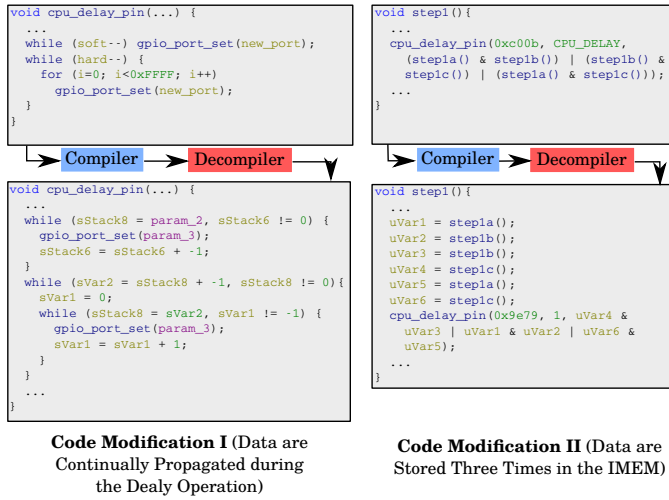 void cpu_delay_pin(...) {
...
while (soft--) gpio_port_set(new_port);
while (hard--) {
for (i=0; i<0xFFFF; i++)
gpio_port_set(new_port);
}
}
Compiler
Decompiler
void cpu_delay_pin(...) {
...
while (sStack8 = param_2, sStack6 != 0) {
gpio_port_set(param_3);
sStack6 = sStack6 + -1;
}
while (sVar2 = sStack8 + -1, sStack8 != 0){
sVar1 = 0;
while (sStack8 = sVar2, sVar1 != -1) {
gpio_port_set(param_3);
sVar1 = sVar1 + 1;
}
}
...
}
Code Modification I (Data are
Continually Propagated during
the Dealy Operation)
void step1(){
...
cpu_delay_pin(0xc00b, CPU_DELAY,
(step1a() & step1b()) | (step1b() &
step1c()) | (step1a() & step1c()));
...
}
Compiler
Decompiler
void step1(){
...
uVar1 = step1a();
uVar2 = step1b();
uVar3 = step1b();
uVar4 = step1c();
uVar5 = step1a();
uVar6 = step1c();
cpu_delay_pin(0x9e79, 1, uVar4 &
uVar3 | uVar1 & uVar2 | uVar6 &
uVar5);
...
}
Code Modification II (Data are
Stored Three Times in the IMEM)